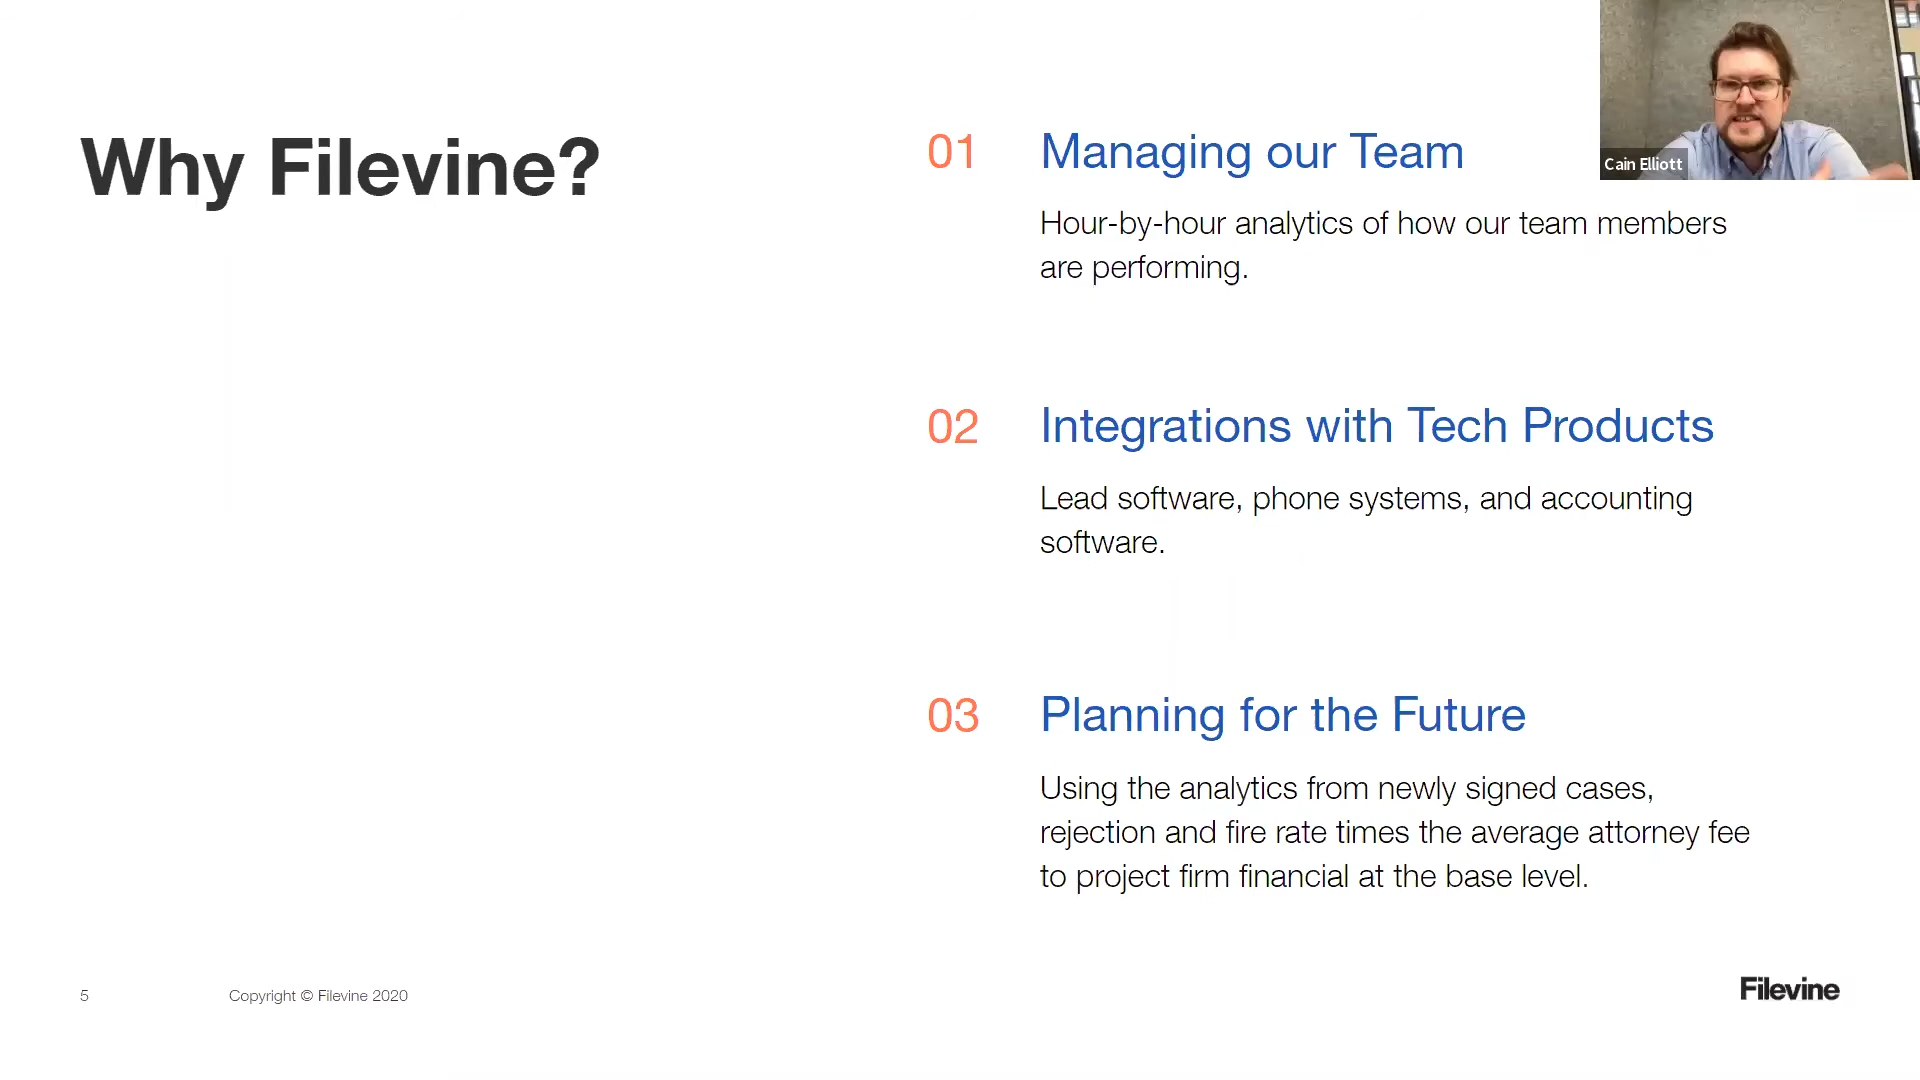 Why Filevine?
01 Managing our Team
Hour-by-hour analytics of how our team members
are performing.
02 Integrations with Tech Products
Lead software, phone systems, and accounting
software.
03 Planning for the Future
Using the analytics from newly signed cases,
rejection and fire rate times the average attorney fee
to project firm financial at the base level.
Cain Elliott
5 Copyright © Filevine 2020
Filevine